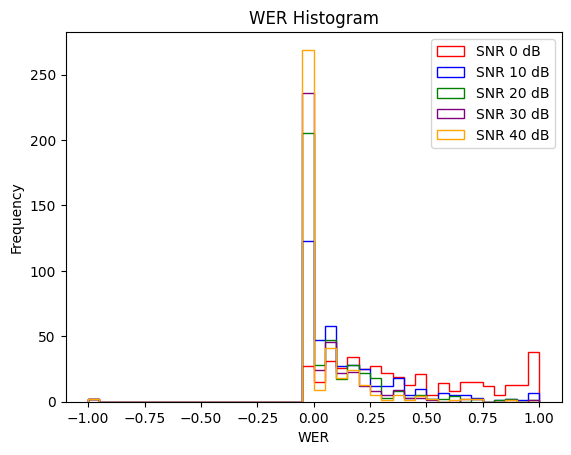 WER Histogram
SNR 0 dB
SNR 10 dB
SNR 20 dB
SNR 30 dB
SNR 40 dB
Frequency
250
200
150
100
50
0
−1.00 −0.75 −0.50 −0.25 0.00 0.25 0.50 0.75 1.00
WER